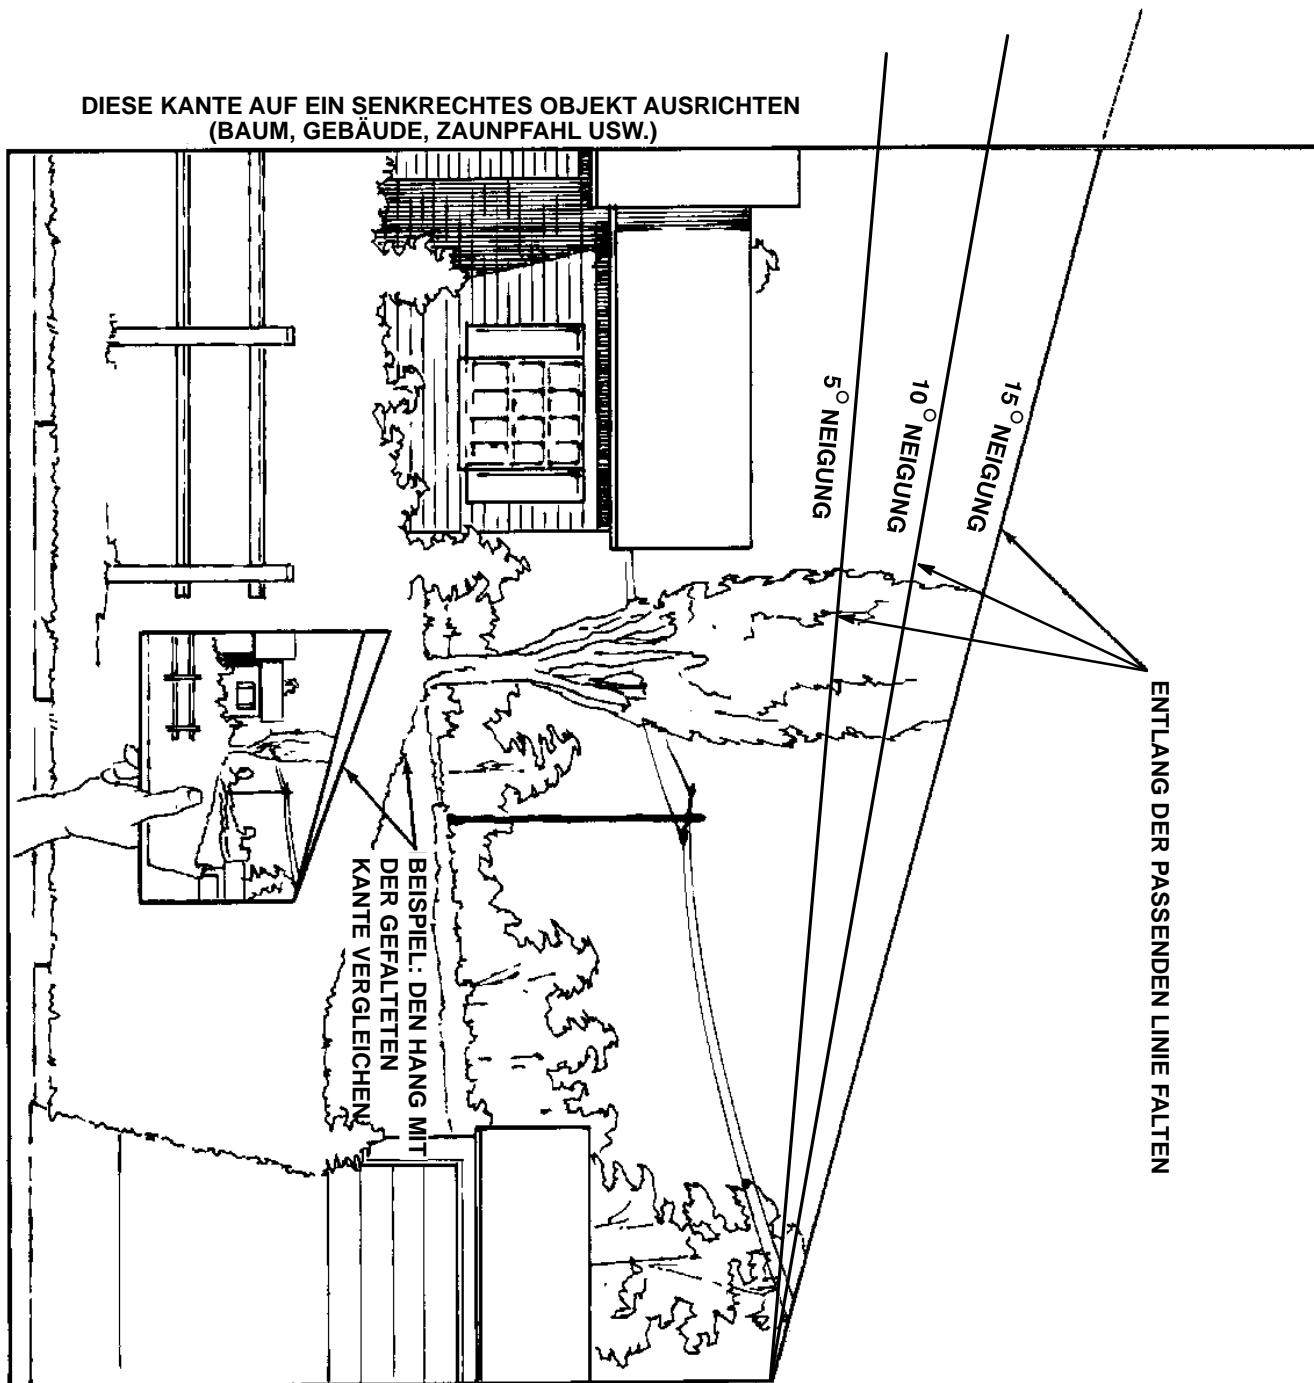 DIESE KANTE AUF EIN SENKRECHTES OBJEKT AUSRICHTEN
(BAUM, GEBÄUDE, ZAUNPFAHL USW.)
5° NEIGUNG
10° NEIGUNG
15° NEIGUNG
ENTLANG DER PASSENDEN LINIE FALTEN
BEISPIEL: DEN HANG MIT
DER GEFALTETEN
KANTE VERGLEICHEN